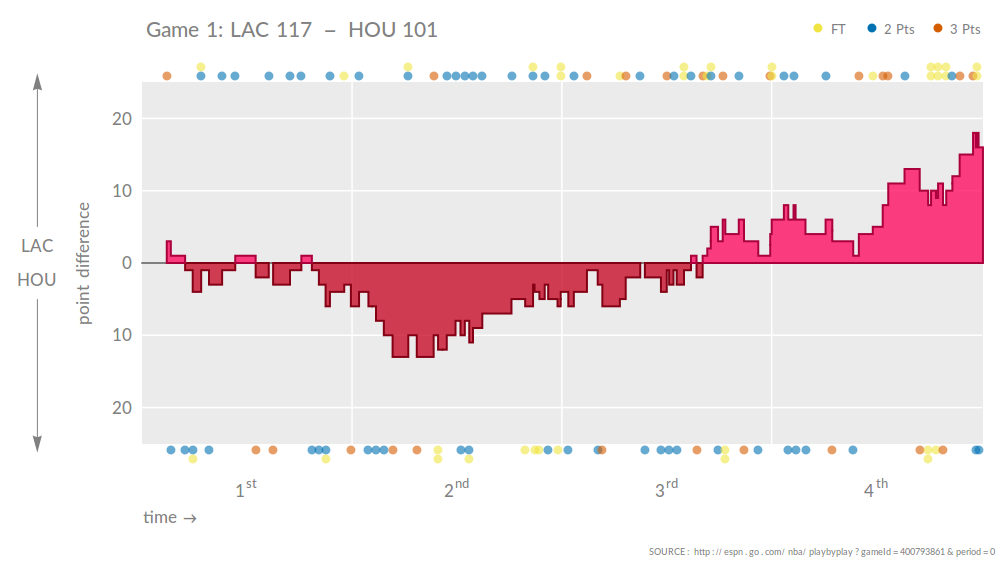 Game 1: LAC 117 – HOU 101
FT
2 Pts
3 Pts
LAC
HOU
point difference
20
10
0
10
20
1st
2nd
3rd
4th
time →
SOURCE: http://espn.go.com/nba/playbyplay?gameId=400793861&period=0